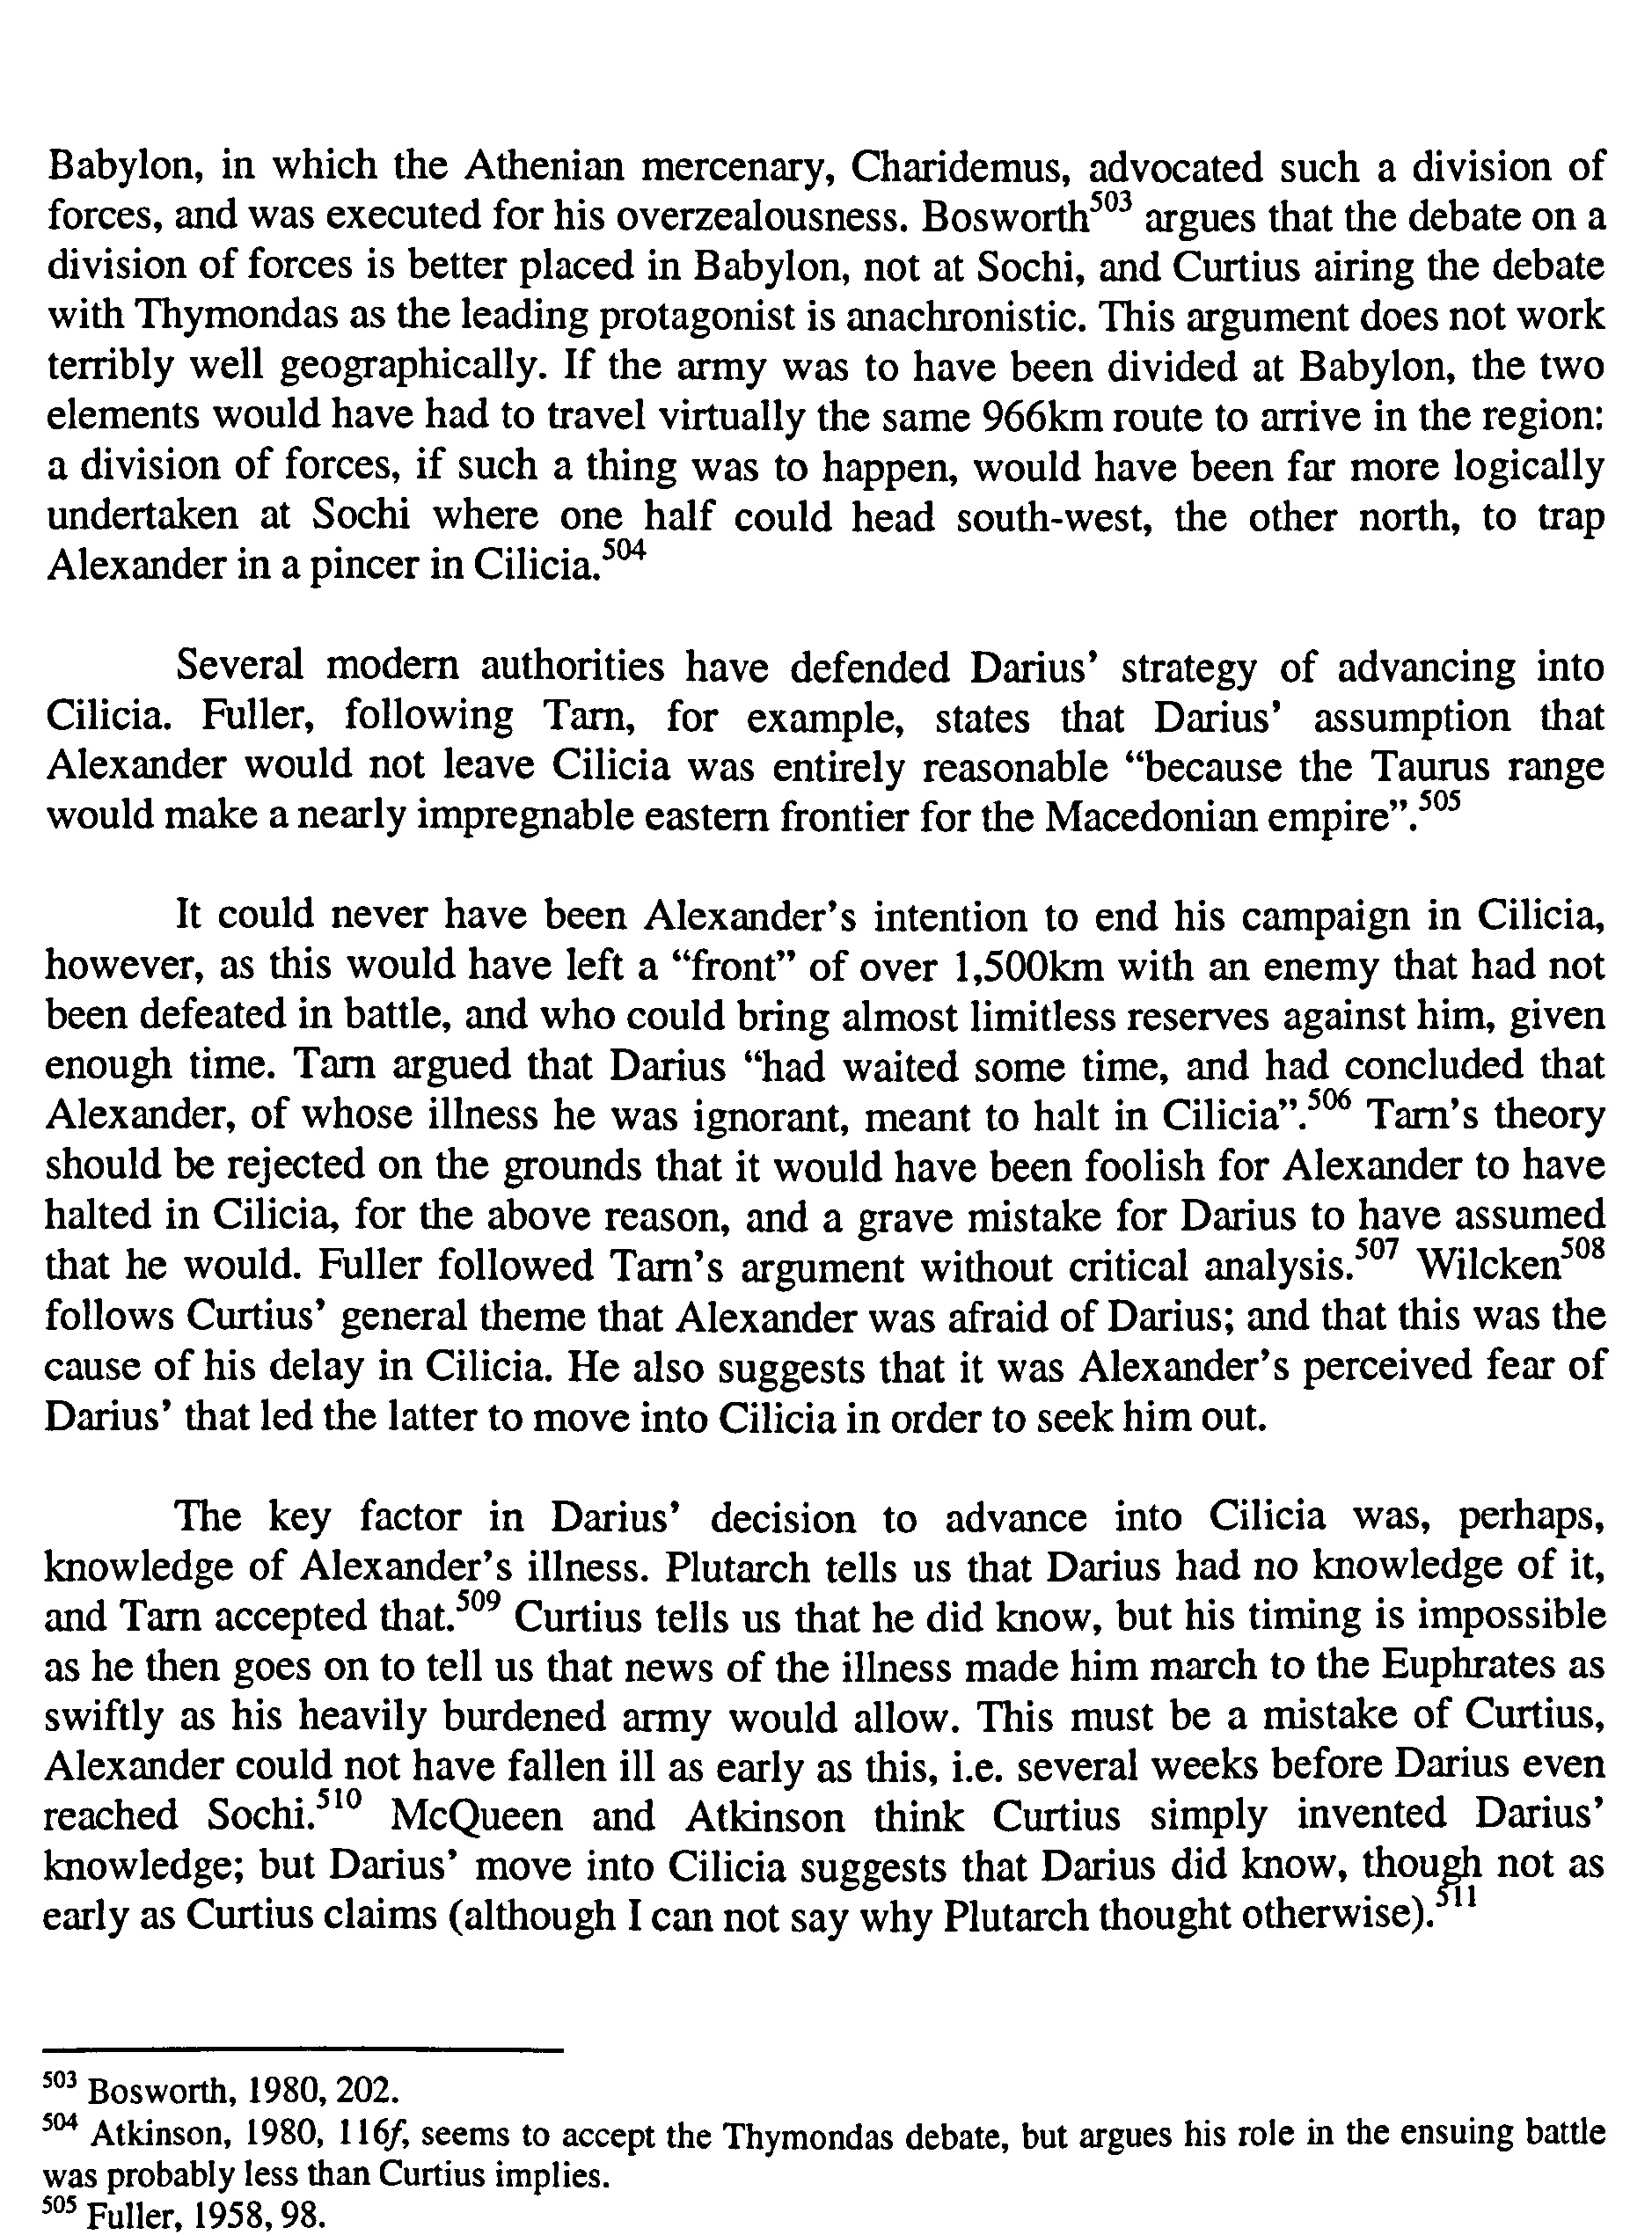 Babylon, in which the Athenian mercenary, Charidemus, advocated such a division of
forces, and was executed for his overzealousness. Bosworth503 argues that the debate on a
division of forces is better placed in Babylon, not at Sochi, and Curtius airing the debate
with Thymondas as the leading protagonist is anachronistic. This argument does not work
terribly well geographically. If the army was to have been divided at Babylon, the two
elements would have had to travel virtually the same 966km route to arrive in the region:
a division of forces, if such a thing was to happen, would have been far more logically
undertaken at Sochi where one half could head south-west, the other north, to trap
Alexander in a pincer in Cilicia.504
Several modern authorities have defended Darius' strategy of advancing into
Cilicia. Fuller, following Tarn, for example, states that Darius' assumption that
Alexander would not leave Cilicia was entirely reasonable "because the Taurus range
would make a nearly impregnable eastern frontier for the Macedonian empire".505
It could never have been Alexander's intention to end his campaign in Cilicia,
however, as this would have left a "front" of over 1,500km with an enemy that had not
been defeated in battle, and who could bring almost limitless reserves against him, given
enough time. Tarn argued that Darius "had waited some time, and had concluded that
Alexander, of whose illness he was ignorant, meant to halt in Cilicia".506 Tarn's theory
should be rejected on the grounds that it would have been foolish for Alexander to have
halted in Cilicia, for the above reason, and a grave mistake for Darius to have assumed
that he would. Fuller followed Tarn's argument without critical analysis.507 Wilcken508
follows Curtius' general theme that Alexander was afraid of Darius; and that this was the
cause of his delay in Cilicia. He also suggests that it was Alexander's perceived fear of
Darius' that led the latter to move into Cilicia in order to seek him out.
The key factor in Darius' decision to advance into Cilicia was, perhaps,
knowledge of Alexander's illness. Plutarch tells us that Darius had no knowledge of it,
and Tarn accepted that.509 Curtius tells us that he did know, but his timing is impossible
as he then goes on to tell us that news of the illness made him march to the Euphrates as
swiftly as his heavily burdened army would allow. This must be a mistake of Curtius,
Alexander could not have fallen ill as early as this, i.e. several weeks before Darius even
reached Sochi.510 McQueen and Atkinson think Curtius simply invented Darius'
knowledge; but Darius' move into Cilicia suggests that Darius did know, though not as
early as Curtius claims (although I can not say why Plutarch thought otherwise).511
503 Bosworth, 1980, 202.
504 Atkinson, 1980, 116f, seems to accept the Thymondas debate, but argues his role in the ensuing battle
was probably less than Curtius implies.
505 Fuller, 1958, 98.